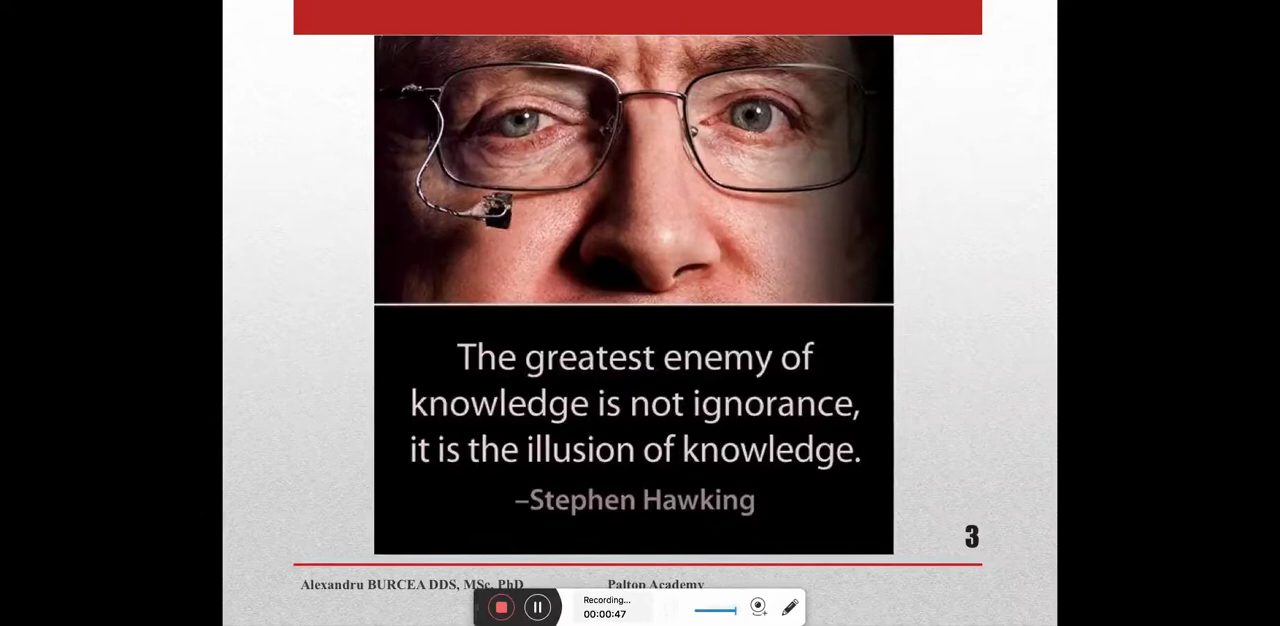 The greatest enemy of
knowledge is not ignorance,
it is the illusion of knowledge.
–Stephen Hawking
3
Alexandru BURCEA DDS, MSc, PhD
Palton Academy
Recording...
00:00:47